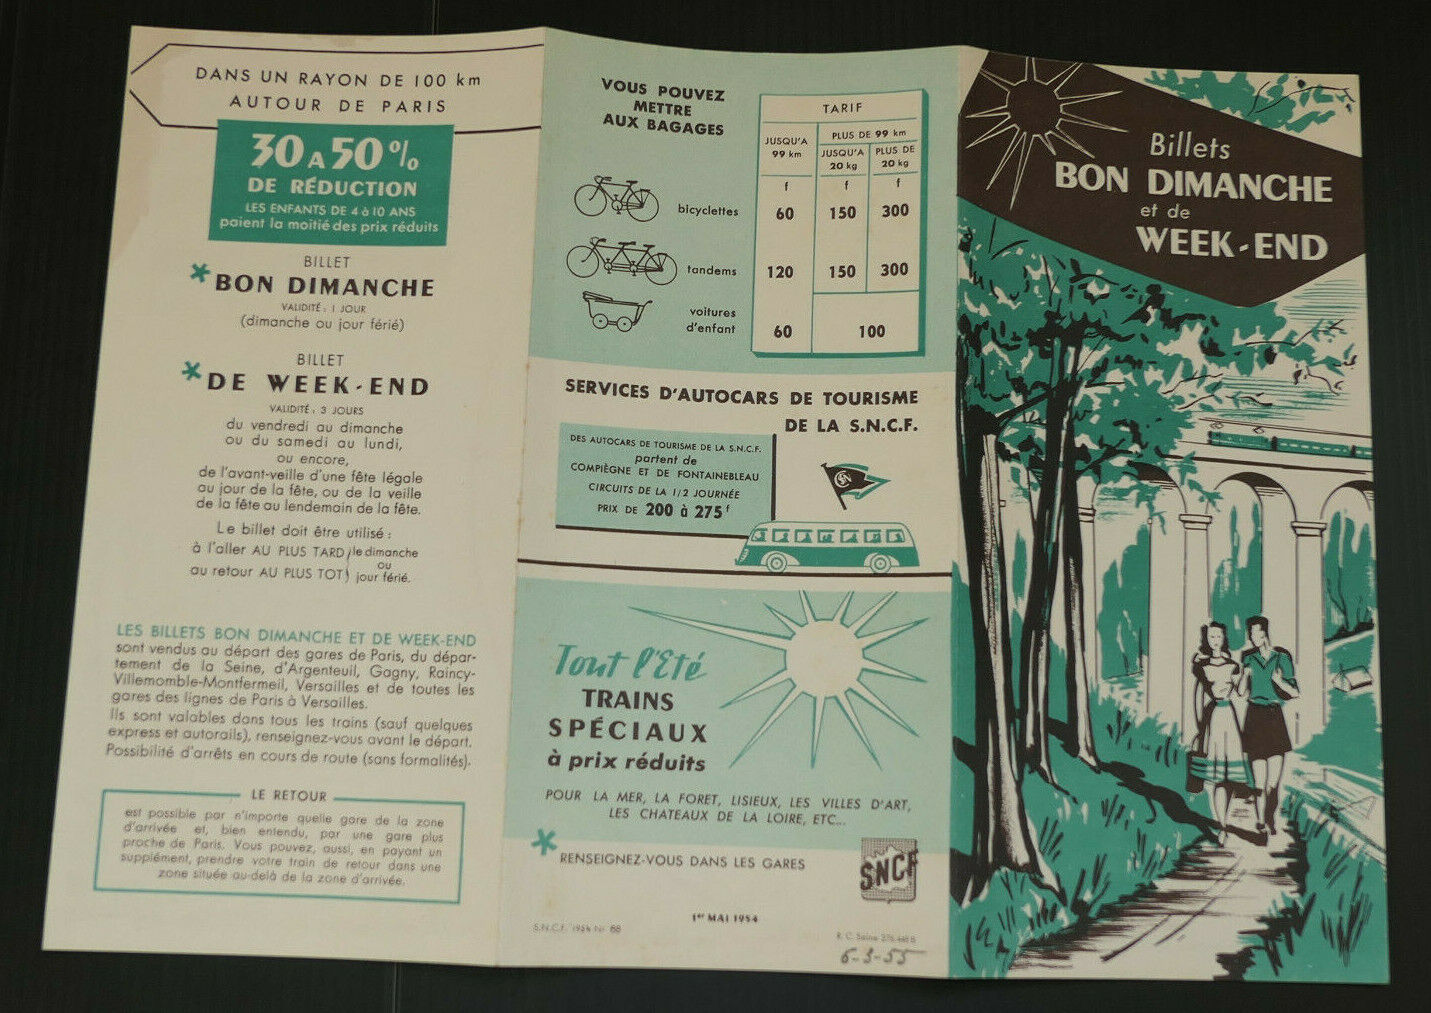 DANS UN RAYON DE 100 km
AUTOUR DE PARIS
30 A 50%
DE RÉDUCTION
LES ENFANTS DE 4 à 10 ANS
paient la moitié des prix réduits
BILLET
* BON DIMANCHE
VALIDITÉ : 1 JOUR
(dimanche ou jour férié)
BILLET
* DE WEEK-END
VALIDITÉ : 3 JOURS
du vendredi au dimanche
ou du samedi au lundi,
ou encore,
de l'avant-veille d'une fête légale
au jour de la fête, ou de la veille
de la fête au lendemain de la fête.
Le billet doit être utilisé :
à l'aller AU PLUS TARD) le dimanche
ou
au retour AU PLUS TOT) jour férié.
LES BILLETS BON DIMANCHE ET DE WEEK-END
sont vendus au départ des gares de Paris, du dépar-
tement de la Seine, d'Argenteuil, Gagny, Raincy-
Villemomble-Montfermeil, Versailles et de toutes les
gares des lignes de Paris à Versailles.
Ils sont valables dans tous les trains (sauf quelques
express et autorails), renseignez-vous avant le départ.
Possibilité d'arrêts en cours de route (sans formalités).
LE RETOUR
est possible par n'importe quelle gare de la zone
d'arrivée et, bien entendu, par une gare plus
proche de Paris. Vous pouvez, aussi, en payant un
supplément, prendre votre train de retour dans une
zone située au-delà de la zone d'arrivée.
VOUS POUVEZ
METTRE
AUX BAGAGES
TARIF
JUSQU'A
99 km
PLUS DE 99 km
JUSQU'A
20 kg
PLUS DE
20 kg
f f f
bicyclettes 60 150 300
tandems 120 150 300
voitures
d'enfant 60 100
SERVICES D'AUTOCARS DE TOURISME
DE LA S.N.C.F.
DES AUTOCARS DE TOURISME DE LA S.N.C.F.
partent de
COMPIÈGNE ET DE FONTAINEBLEAU
CIRCUITS DE LA 1/2 JOURNÉE
PRIX DE 200 à 275 f
Tout l'Eté
TRAINS
SPÉCIAUX
à prix réduits
POUR LA MER, LA FORET, LISIEUX, LES VILLES D'ART,
LES CHATEAUX DE LA LOIRE, ETC...
* RENSEIGNEZ-VOUS DANS LES GARES
SNCF
1er MAI 1954
S.N.C.F. 1954 Nº 88
R. C. Seine
6-3-55
Billets
BON DIMANCHE
et de
WEEK-END